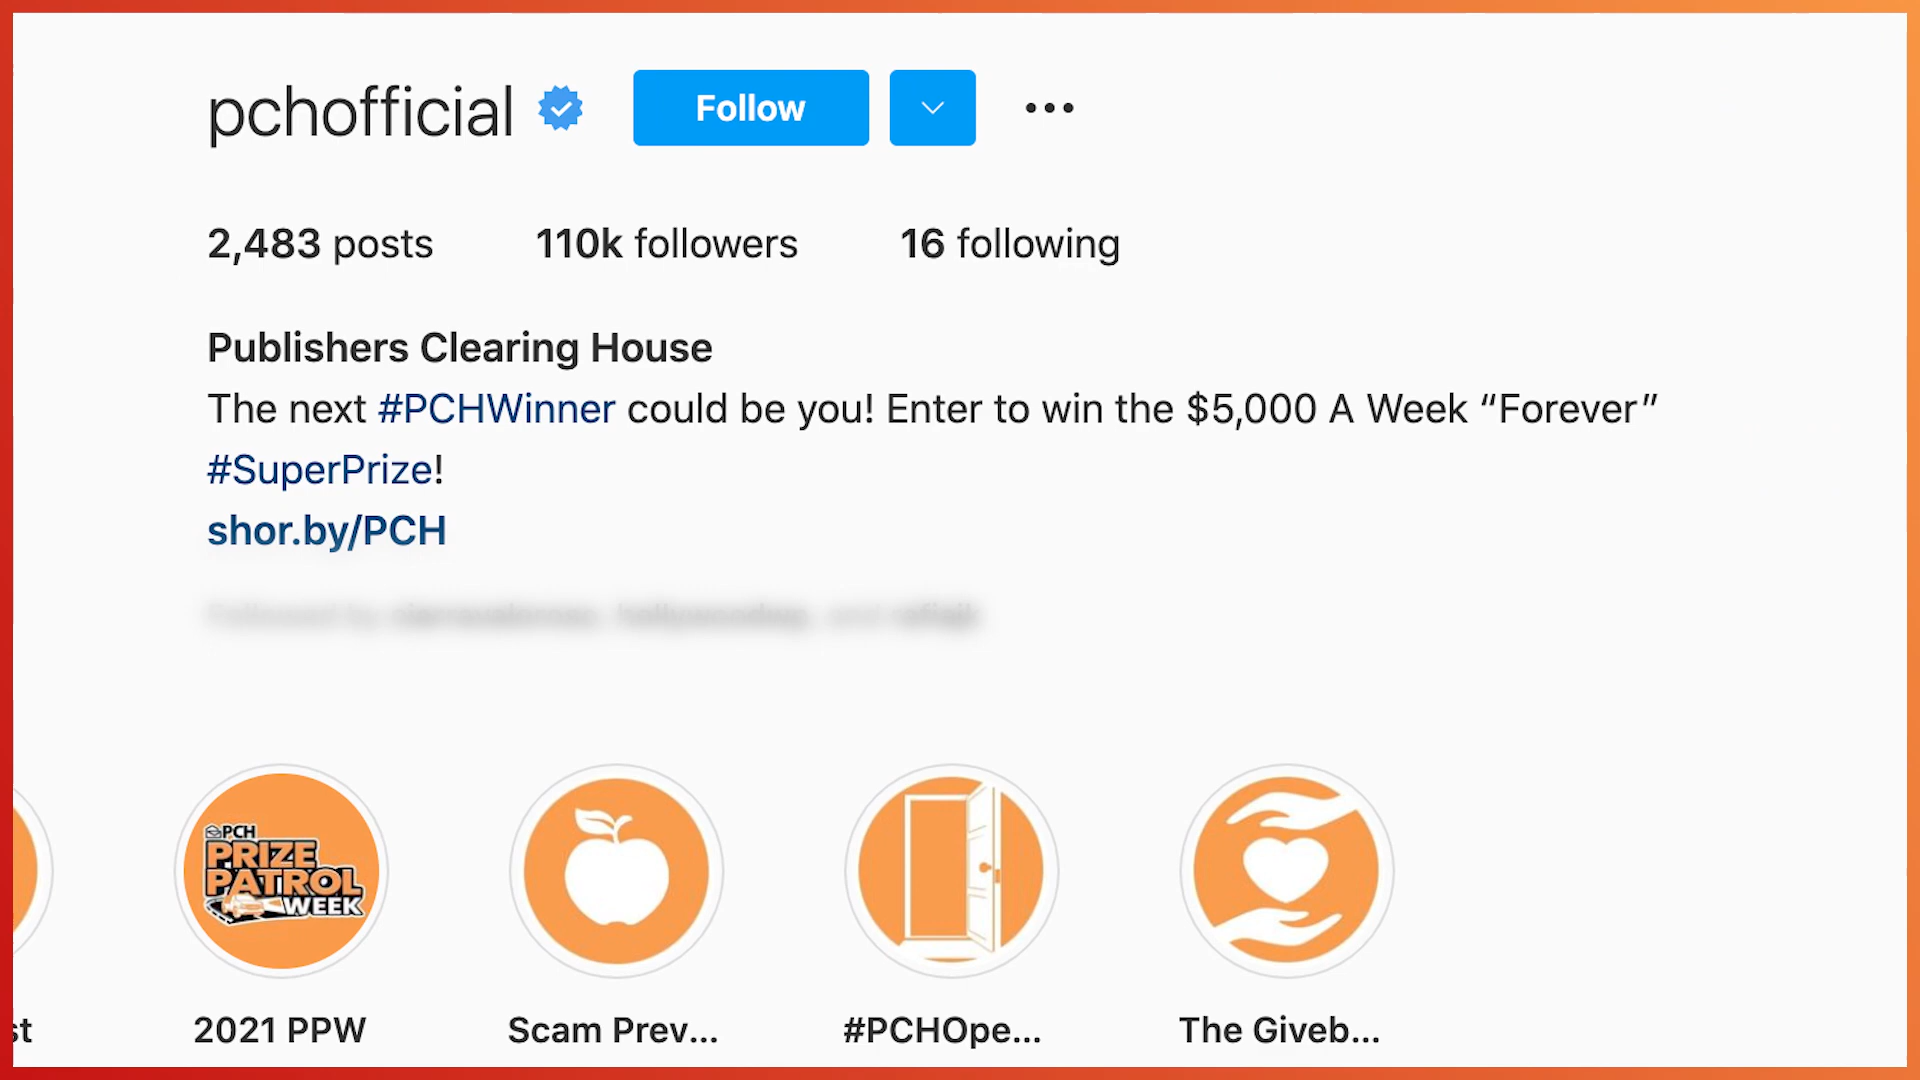 pchofficial
Follow
2,483 posts 110k followers 16 following
Publishers Clearing House
The next #PCHWinner could be you! Enter to win the $5,000 A Week “Forever”
#SuperPrize!
shor.by/PCH
PCH
PRIZE
PATROL
WEEK
st 2021 PPW Scam Prev... #PCHOpe... The Giveb...